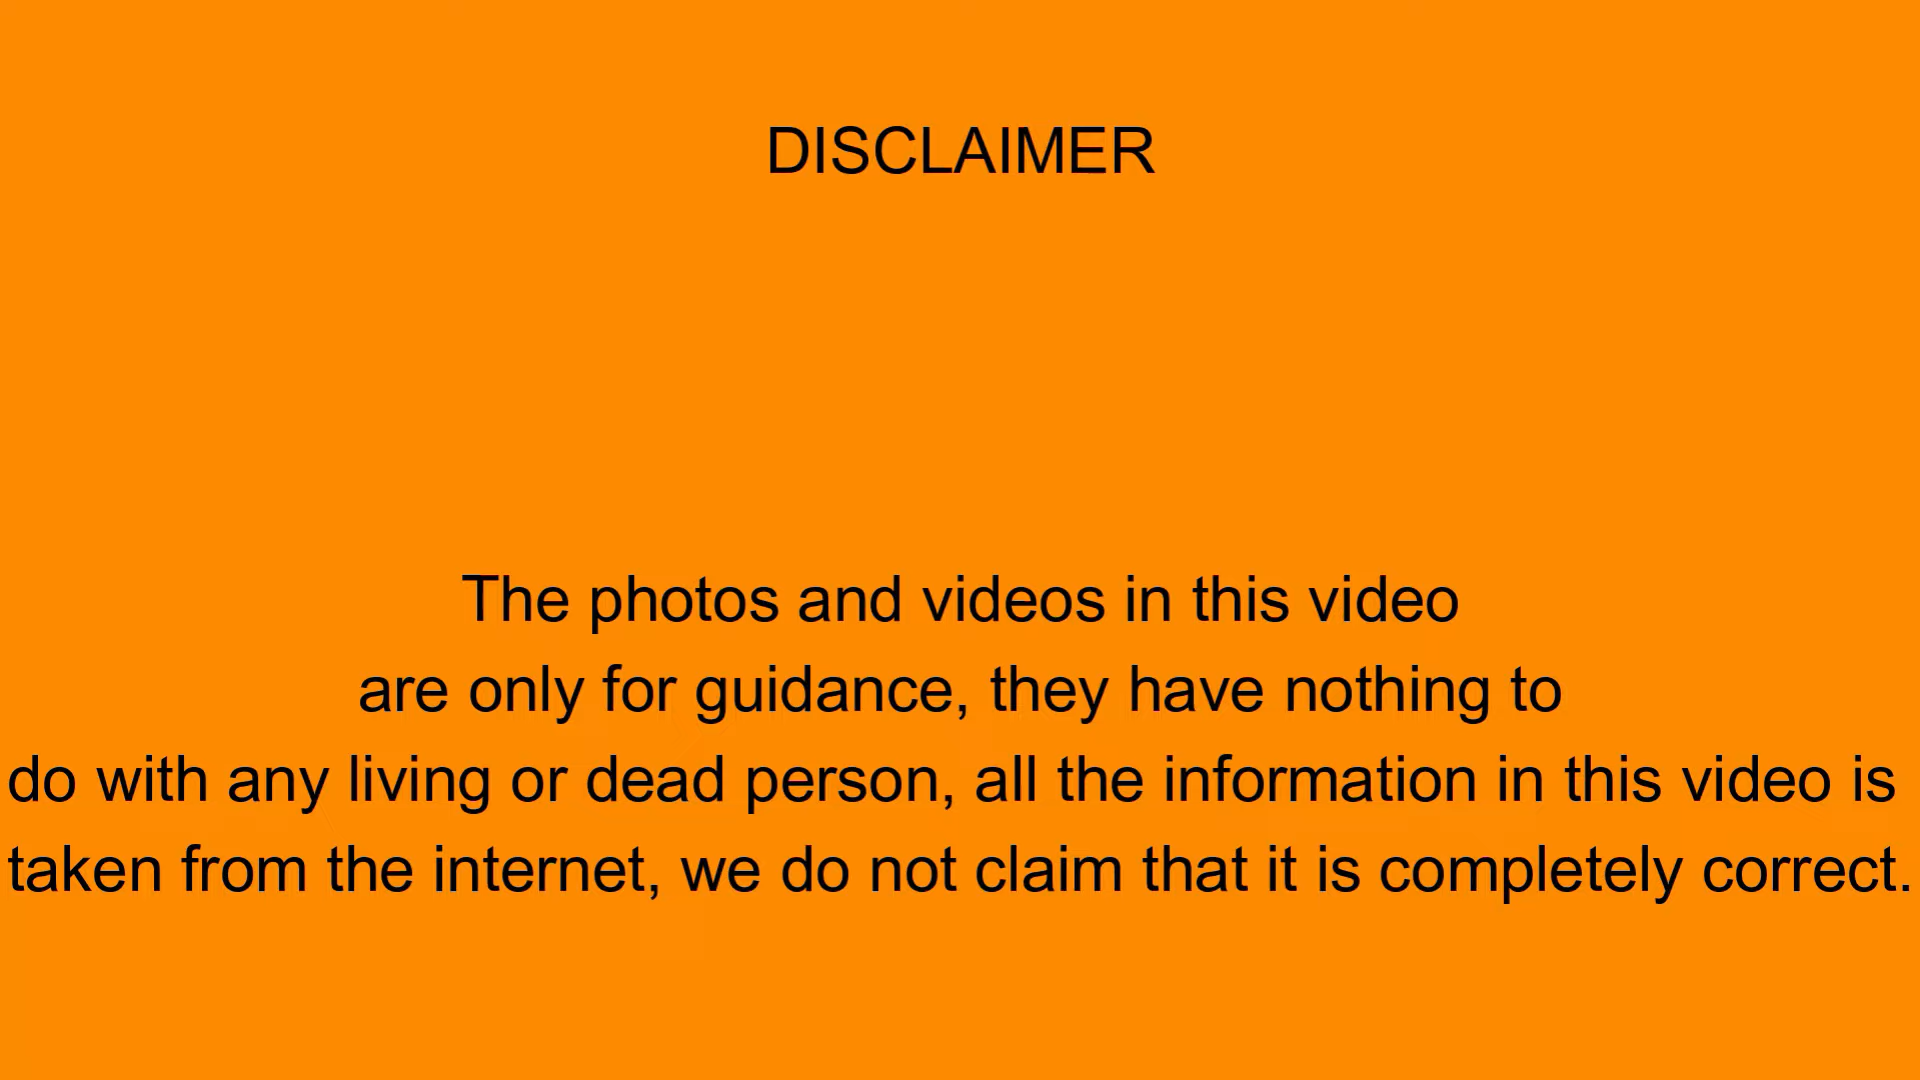 DISCLAIMER
The photos and videos in this video
are only for guidance, they have nothing to
do with any living or dead person, all the information in this video is
taken from the internet, we do not claim that it is completely correct.